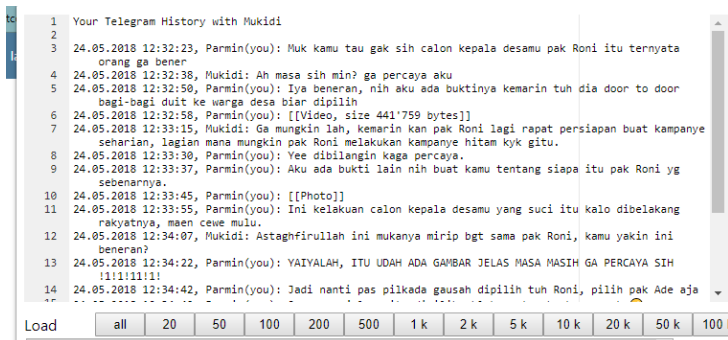 1 Your Telegram History with Mukidi
2
3 24.05.2018 12:32:23, Parmin(you): Muk kamu tau gak sih calon kepala desamu pak Roni itu ternyata
orang ga bener
4 24.05.2018 12:32:38, Mukidi: Ah masa sih min? ga percaya aku
5 24.05.2018 12:32:50, Parmin(you): Iya beneran, nih aku ada buktinya kemarin tuh dia door to door
bagi-bagi duit ke warga desa biar dipilih
6 24.05.2018 12:32:58, Parmin(you): [[Video, size 441'759 bytes]]
7 24.05.2018 12:33:15, Mukidi: Ga mungkin lah, kemarin kan pak Roni lagi rapat persiapan buat kampanye
seharian, lagian mana mungkin pak Roni melakukan kampanye hitam kyk gitu.
8 24.05.2018 12:33:30, Parmin(you): Yee dibilangin kaga percaya.
9 24.05.2018 12:33:37, Parmin(you): Aku ada bukti lain nih buat kamu tentang siapa itu pak Roni yg
sebenarnya.
10 24.05.2018 12:33:45, Parmin(you): [[Photo]]
11 24.05.2018 12:33:55, Parmin(you): Ini kelakuan calon kepala desamu yang suci itu kalo dibelakang
rakyatnya, maen cewe mulu.
12 24.05.2018 12:34:07, Mukidi: Astaghfirullah ini mukanya mirip bgt sama pak Roni, kamu yakin ini
beneran?
13 24.05.2018 12:34:22, Parmin(you): YAIYALAH, ITU UDAH ADA GAMBAR JELAS MASA MASIH GA PERCAYA SIH
!1!1!11!1!
14 24.05.2018 12:34:42, Parmin(you): Jadi nanti pas pilkada gausah dipilih tuh Roni, pilih pak Ade aja
Load all 20 50 100 200 500 1 k 2 k 5 k 10 k 20 k 50 k 100